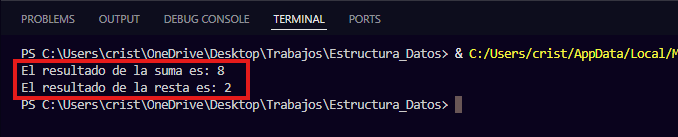 PROBLEMS OUTPUT DEBUG CONSOLE TERMINAL PORTS
PS C:\Users\crist\OneDrive\Desktop\Trabajos\Estructura_Datos> & C:/Users/crist/AppData/Local/M
El resultado de la suma es: 8
El resultado de la resta es: 2
PS C:\Users\crist\OneDrive\Desktop\Trabajos\Estructura_Datos>